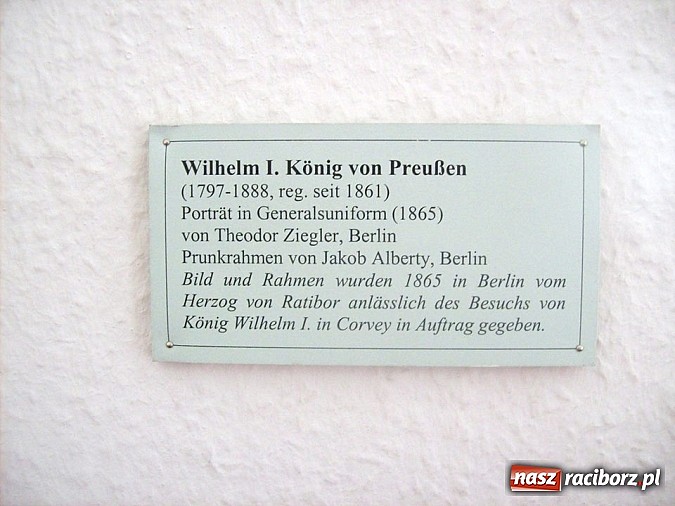 Wilhelm I. König von Preußen
(1797-1888, reg. seit 1861)
Porträt in Generalsuniform (1865)
von Theodor Ziegler, Berlin
Prunkrahmen von Jakob Alberty, Berlin
Bild und Rahmen wurden 1865 in Berlin vom
Herzog von Ratibor anlässlich des Besuchs von
König Wilhelm I. in Corvey in Auftrag gegeben.
nasz raciborz.pl